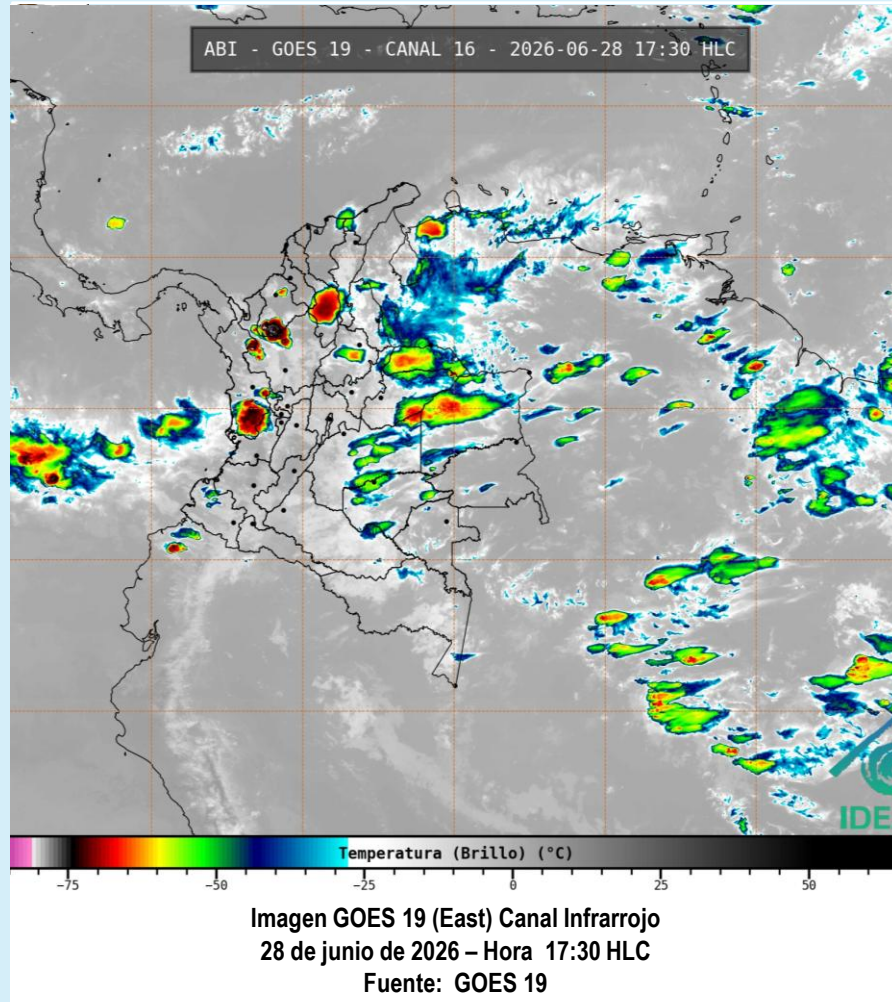 ABI - GOES 19 - CANAL 16 - 2026-06-28 17:30 HLC
IDE
Temperatura (Brillo) (°C)
−75 −50 −25 0 25 50
Imagen GOES 19 (East) Canal Infrarrojo
28 de junio de 2026 – Hora 17:30 HLC
Fuente: GOES 19